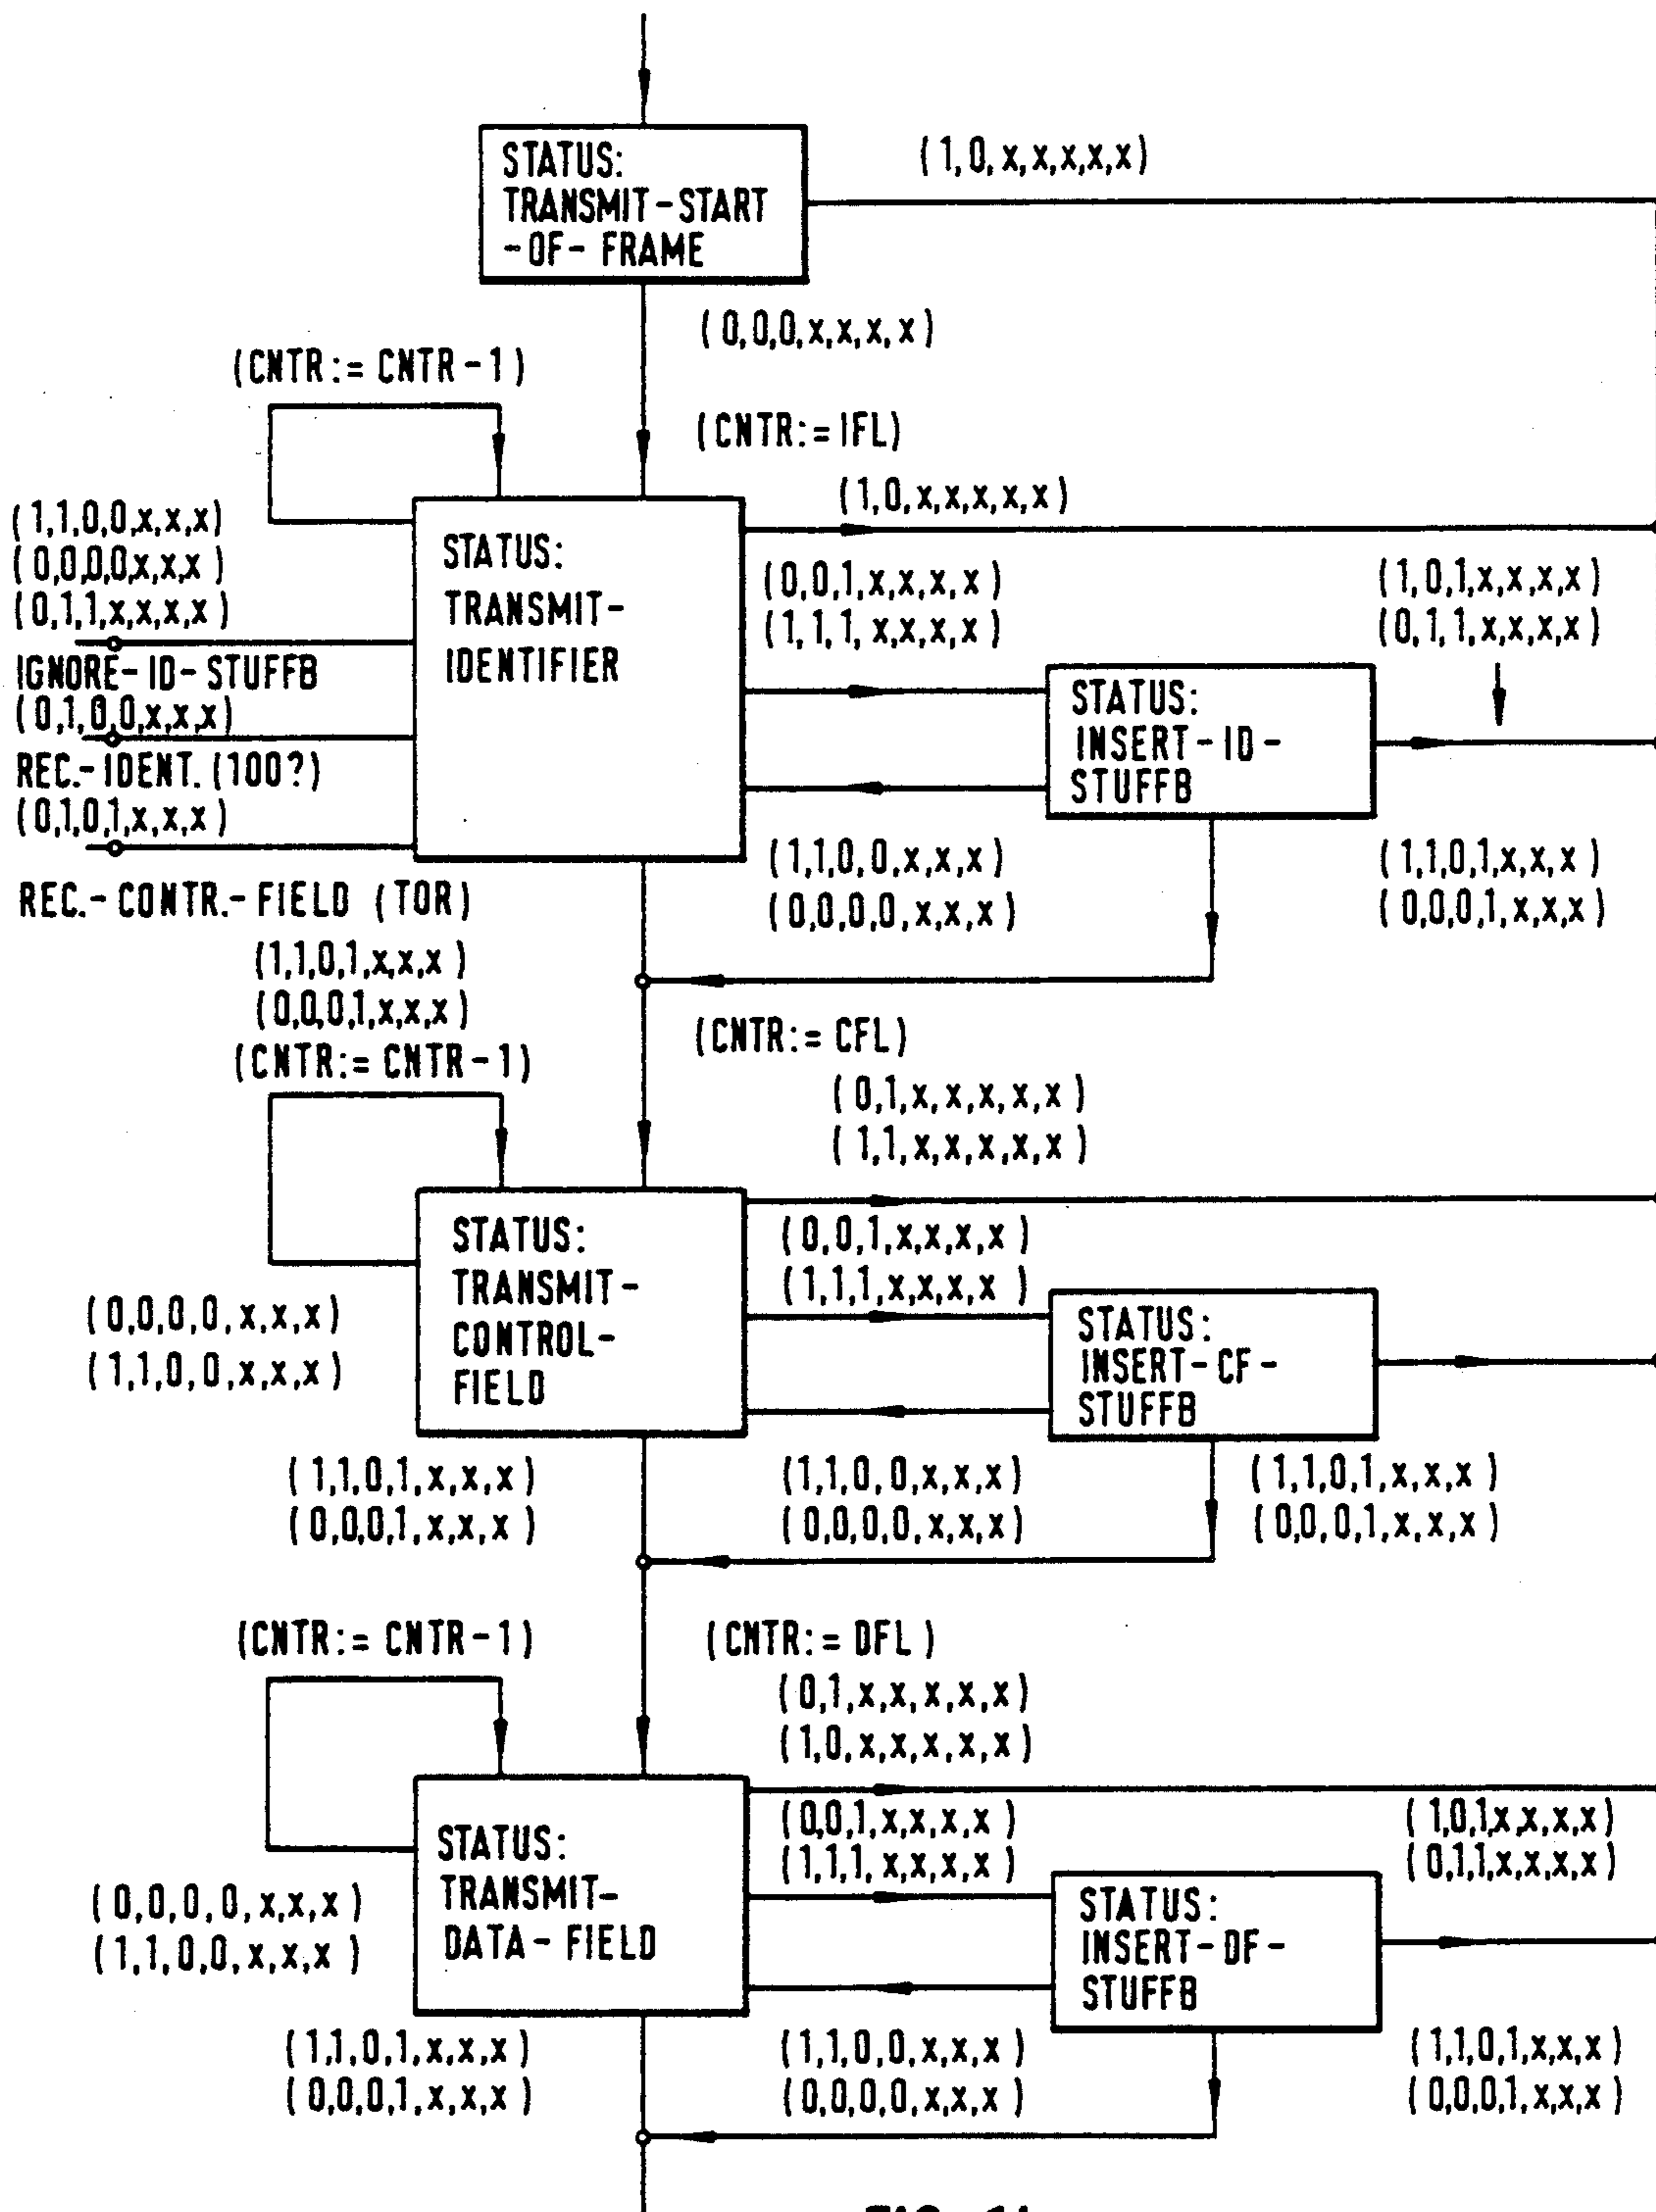 STATUS:
TRANSMIT-START
-OF- FRAME
(1,0,x,x,x,x,x)
(0,0,0,x,x,x,x)
(CNTR:= CNTR-1)
(CNTR:= IFL)
(1,0,x,x,x,x,x)
(1,1,0,0,x,x,x)
(0,0,0,0,x,x,x)
(0,1,1,x,x,x,x)
IGNORE-ID-STUFFB
(0,1,0,0,x,x,x)
REC.-IDENT. (100?)
(0,1,0,1,x,x,x)
REC.-CONTR.-FIELD (TOR)
STATUS:
TRANSMIT-
IDENTIFIER
(0,0,1,x,x,x,x)
(1,1,1,x,x,x,x)
(1,0,1,x,x,x,x)
(0,1,1,x,x,x,x)
STATUS:
INSERT-ID-
STUFFB
(1,1,0,0,x,x,x)
(0,0,0,0,x,x,x)
(1,1,0,1,x,x,x)
(0,0,0,1,x,x,x)
(1,1,0,1,x,x,x)
(0,0,0,1,x,x,x)
(CNTR:= CNTR-1)
(CNTR:= CFL)
(0,1,x,x,x,x,x)
(1,1,x,x,x,x,x)
STATUS:
TRANSMIT-
CONTROL-
FIELD
(0,0,1,x,x,x,x)
(1,1,1,x,x,x,x)
STATUS:
INSERT-CF-
STUFFB
(0,0,0,0,x,x,x)
(1,1,0,0,x,x,x)
(1,1,0,1,x,x,x)
(0,0,0,1,x,x,x)
(1,1,0,0,x,x,x)
(0,0,0,0,x,x,x)
(1,1,0,1,x,x,x)
(0,0,0,1,x,x,x)
(CNTR:= CNTR-1)
(CNTR:= DFL)
(0,1,x,x,x,x,x)
(1,0,x,x,x,x,x)
STATUS:
TRANSMIT-
DATA-FIELD
(0,0,1,x,x,x,x)
(1,1,1,x,x,x,x)
(1,0,1,x,x,x,x)
(0,1,1,x,x,x,x)
STATUS:
INSERT-DF-
STUFFB
(0,0,0,0,x,x,x)
(1,1,0,0,x,x,x)
(1,1,0,1,x,x,x)
(0,0,0,1,x,x,x)
(1,1,0,0,x,x,x)
(0,0,0,0,x,x,x)
(1,1,0,1,x,x,x)
(0,0,0,1,x,x,x)